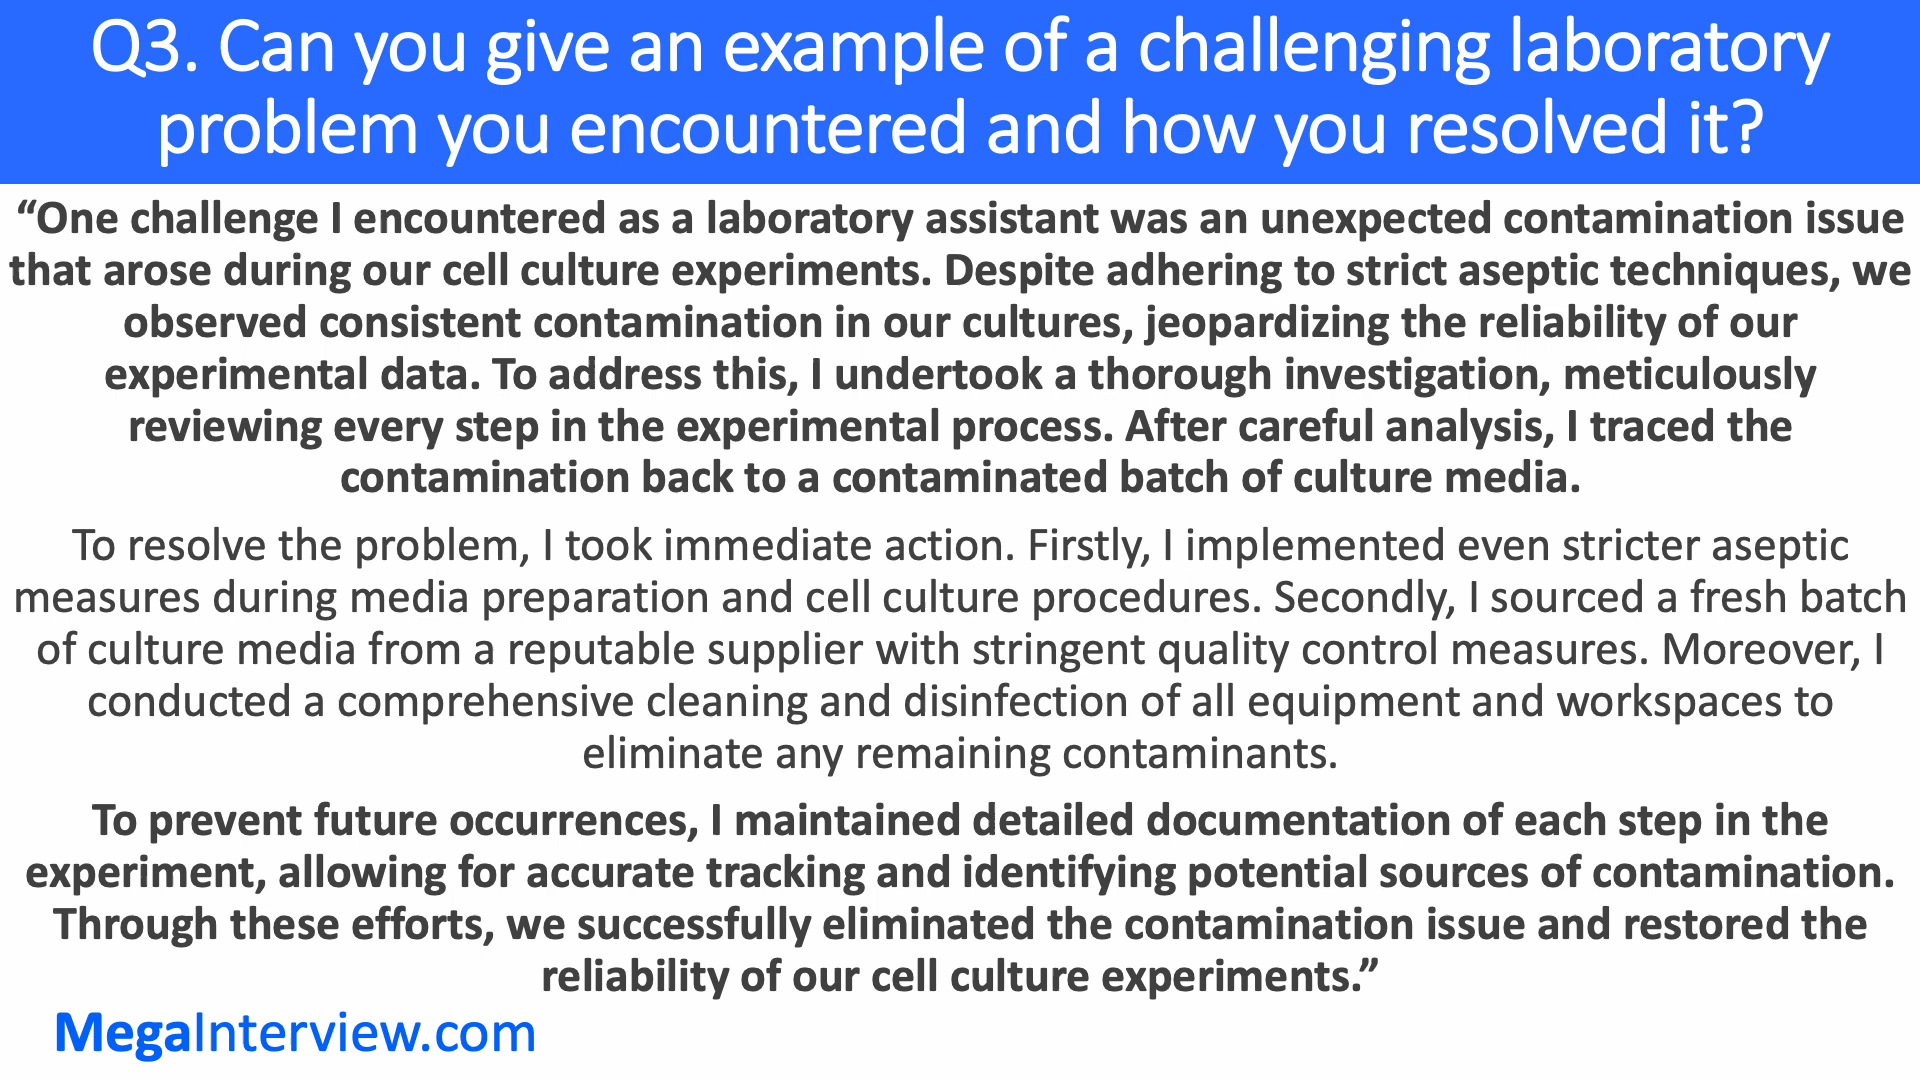 Q3. Can you give an example of a challenging laboratory
problem you encountered and how you resolved it?
“One challenge I encountered as a laboratory assistant was an unexpected contamination issue
that arose during our cell culture experiments. Despite adhering to strict aseptic techniques, we
observed consistent contamination in our cultures, jeopardizing the reliability of our
experimental data. To address this, I undertook a thorough investigation, meticulously
reviewing every step in the experimental process. After careful analysis, I traced the
contamination back to a contaminated batch of culture media.
To resolve the problem, I took immediate action. Firstly, I implemented even stricter aseptic
measures during media preparation and cell culture procedures. Secondly, I sourced a fresh batch
of culture media from a reputable supplier with stringent quality control measures. Moreover, I
conducted a comprehensive cleaning and disinfection of all equipment and workspaces to
eliminate any remaining contaminants.
To prevent future occurrences, I maintained detailed documentation of each step in the
experiment, allowing for accurate tracking and identifying potential sources of contamination.
Through these efforts, we successfully eliminated the contamination issue and restored the
reliability of our cell culture experiments.”
MegaInterview.com